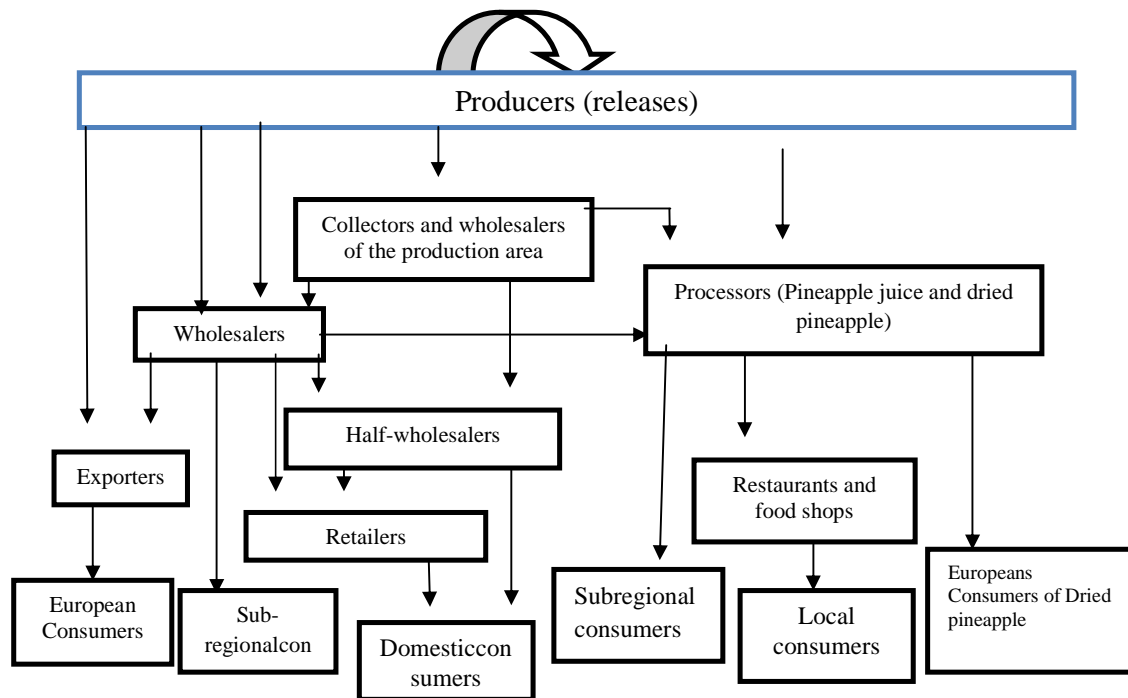 Producers (releases)
Collectors and wholesalers
of the production area
Processors (Pineapple juice and dried
pineapple)
Wholesalers
Half-wholesalers
Exporters
Restaurants and
food shops
Retailers
European
Consumers
Sub-
regionalcon
Domesticcon
sumers
Subregional
consumers
Local
consumers
Europeans
Consumers of Dried
pineapple